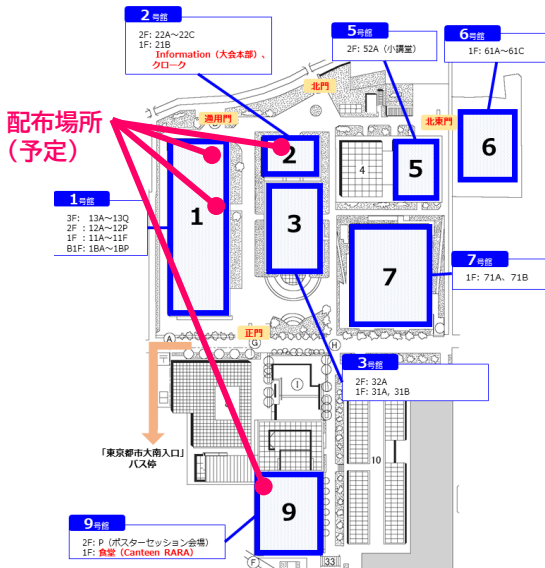 2号館
2F: 22A～22C
1F: 21B
Information（大会本部）、
クローク
5号館
2F: 52A（小講堂）
6号館
1F: 61A～61C
北門
通用門
北東門
配布場所
（予定）
2
4
5
6
1号館
3F: 13A～13Q
2F : 12A～12P
1F : 11A～11F
B1F: 1BA～1BP
1
3
7
7号館
1F: 71A、71B
正門
A
G
H
3号館
2F: 32A
1F: 31A, 31B
I
「東京都市大南入口」
バス停
10
9号館
2F: P（ポスターセッション会場）
1F: 食堂（Canteen RARA）
9
F
33